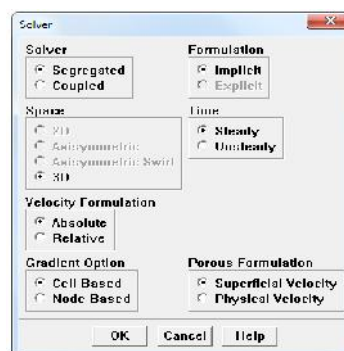 Solver
Solver
Segregated
Coupled
Formulation
Implicit
Explicit
Space
2D
Axisymmetric
Axisymmetric Swirl
3D
Time
Steady
Unsteady
Velocity Formulation
Absolute
Relative
Gradient Option
Cell Based
Node Based
Porous Formulation
Superficial Velocity
Physical Velocity
OK
Cancel
Help